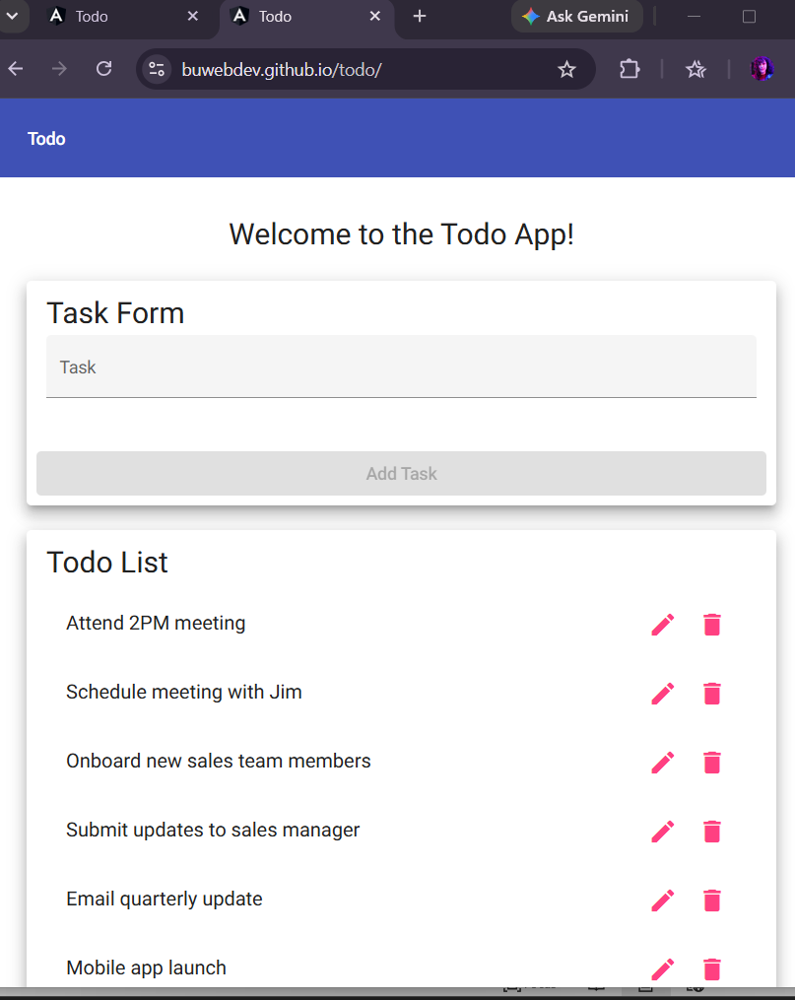 Todo
Todo
Ask Gemini
buwebdev.github.io/todo/
Todo
Welcome to the Todo App!
Task Form
Task
Add Task
Todo List
Attend 2PM meeting
Schedule meeting with Jim
Onboard new sales team members
Submit updates to sales manager
Email quarterly update
Mobile app launch